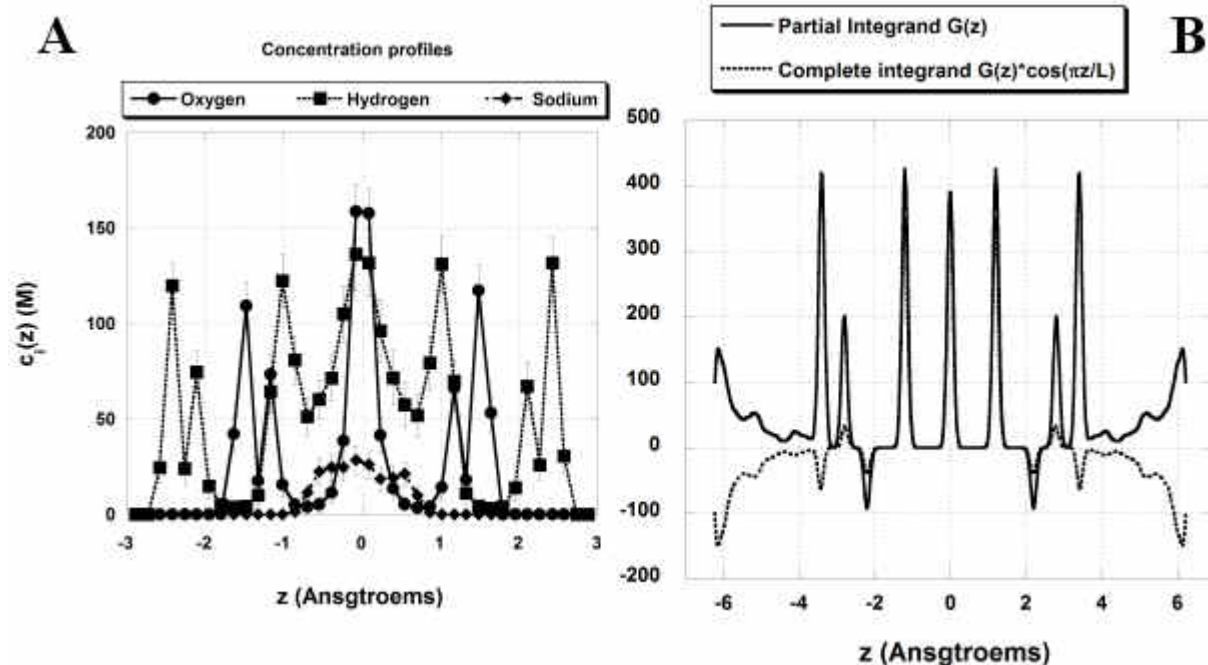 A
Concentration profiles
Oxygen Hydrogen Sodium
200
150
100
50
0
c_i(z) (M)
-3 -2 -1 0 1 2 3
z (Ansgtroems)
B
Partial Integrand G(z)
Complete integrand G(z)*cos(πz/L)
500
400
300
200
100
0
-100
-200
-6 -4 -2 0 2 4 6
z (Ansgtroems)